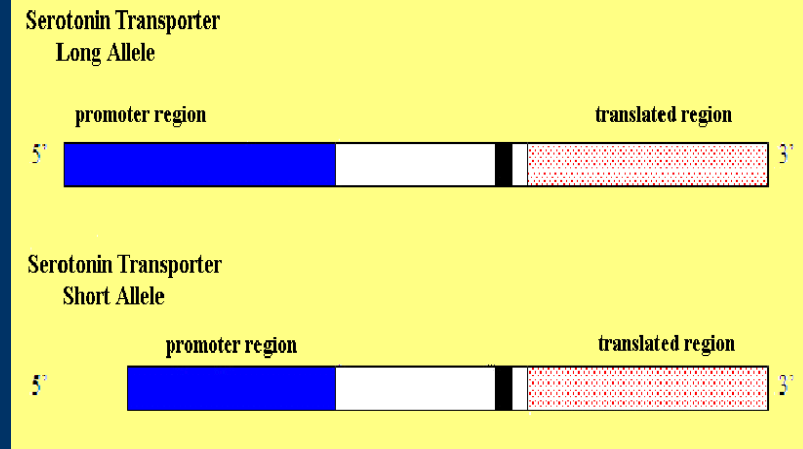 Serotonin Transporter
Long Allele
promoter region translated region
5' 3'
Serotonin Transporter
Short Allele
promoter region translated region
5' 3'